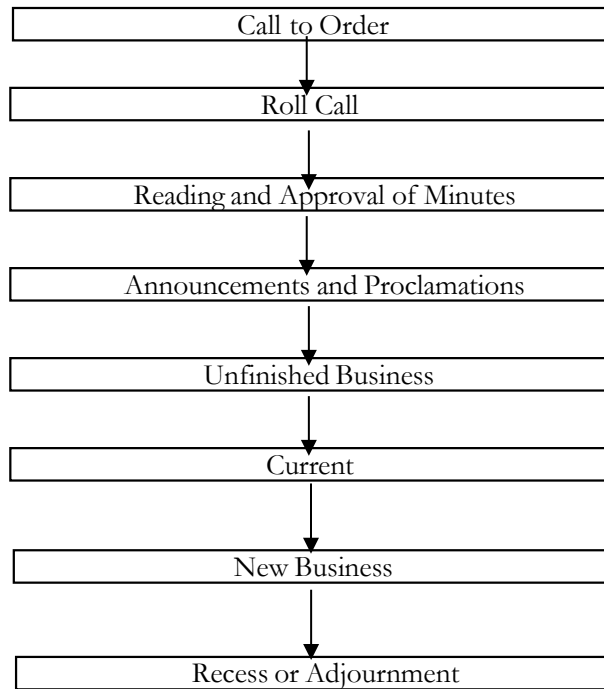 Call to Order
Roll Call
Reading and Approval of Minutes
Announcements and Proclamations
Unfinished Business
Current
New Business
Recess or Adjournment